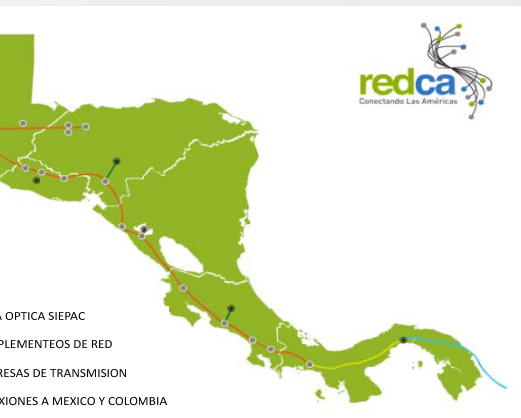 redca
Conectando Las Américas
A OPTICA SIEPAC
PLEMENTEOS DE RED
RESAS DE TRANSMISION
XIONES A MEXICO Y COLOMBIA